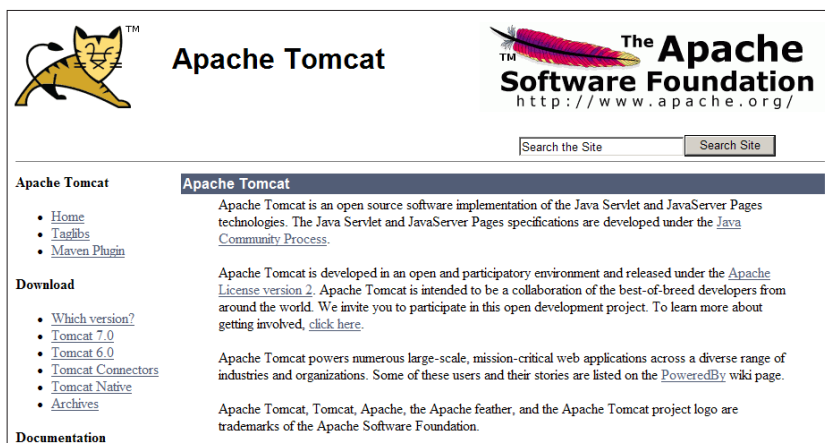 TM
Apache Tomcat
TM
The Apache
Software Foundation
http://www.apache.org/
Search the Site
Search Site
Apache Tomcat
Home
Taglibs
Maven Plugin
Download
Which version?
Tomcat 7.0
Tomcat 6.0
Tomcat Connectors
Tomcat Native
Archives
Documentation
Apache Tomcat
Apache Tomcat is an open source software implementation of the Java Servlet and JavaServer Pages
technologies. The Java Servlet and JavaServer Pages specifications are developed under the Java
Community Process.
Apache Tomcat is developed in an open and participatory environment and released under the Apache
License version 2. Apache Tomcat is intended to be a collaboration of the best-of-breed developers from
around the world. We invite you to participate in this open development project. To learn more about
getting involved, click here.
Apache Tomcat powers numerous large-scale, mission-critical web applications across a diverse range of
industries and organizations. Some of these users and their stories are listed on the PoweredBy wiki page.
Apache Tomcat, Tomcat, Apache, the Apache feather, and the Apache Tomcat project logo are
trademarks of the Apache Software Foundation.